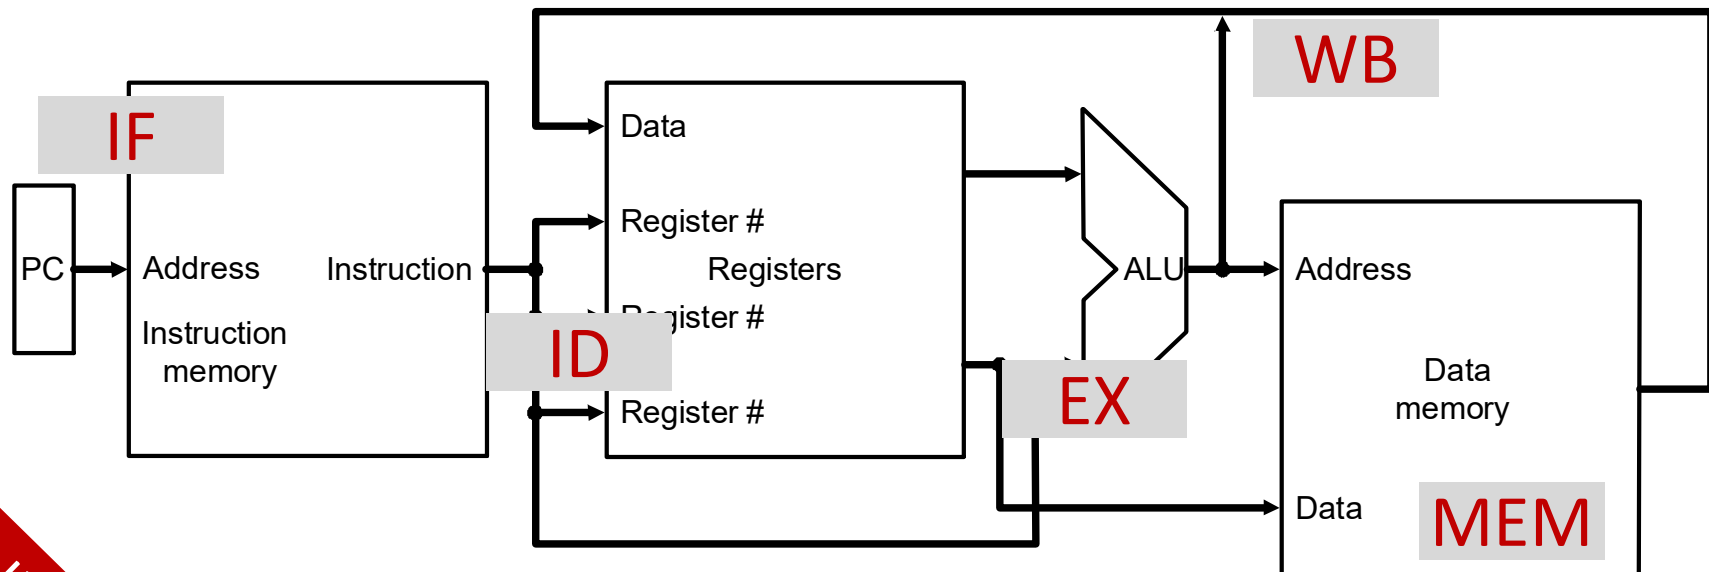 WB
IF
Data
Register #
PC
Address
Instruction
Registers
ALU
Address
Instruction
memory
Register #
ID
Data
memory
EX
Register #
Data
MEM